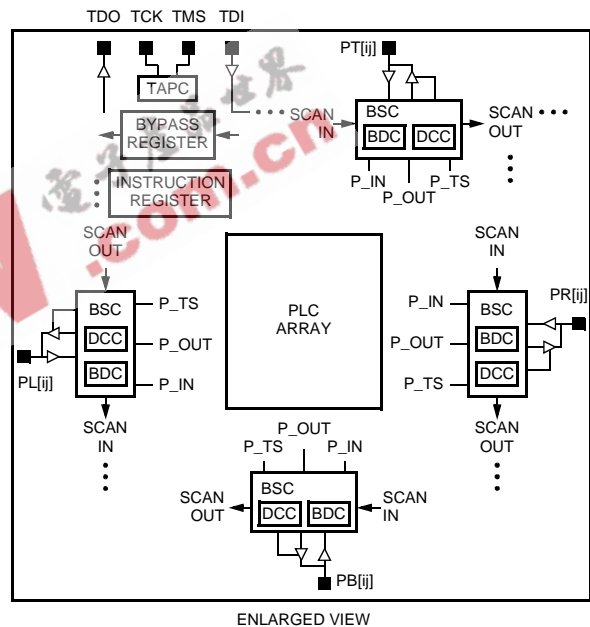 TDO TCK TMS TDI
PT[ij]
TAPC
BYPASS
REGISTER
INSTRUCTION
REGISTER
SCAN
IN
BSC
BDC DCC
SCAN
OUT
P_IN P_TS
P_OUT
SCAN
OUT
BSC
DCC
BDC
P_TS
P_OUT
P_IN
PL[ij]
SCAN
IN
PLC
ARRAY
SCAN
IN
BSC
BDC
DCC
P_IN
P_OUT
P_TS
PR[ij]
SCAN
OUT
P_OUT
P_TS P_IN
BSC
DCC BDC
SCAN
OUT
SCAN
IN
PB[ij]
ENLARGED VIEW
.com.cn